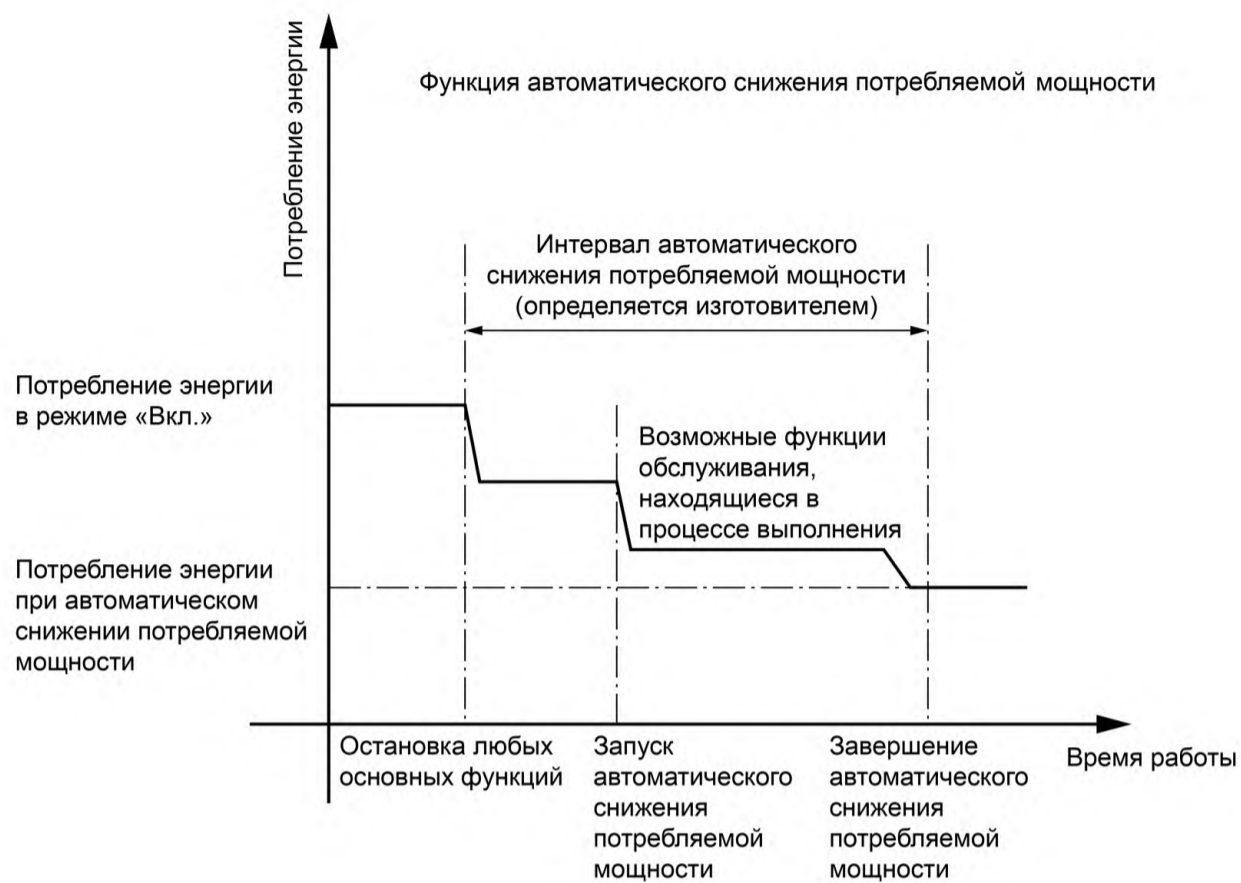 Потребление энергии
Функция автоматического снижения потребляемой мощности
Интервал автоматического
снижения потребляемой мощности
(определяется изготовителем)
Потребление энергии
в режиме «Вкл.»
Возможные функции
обслуживания,
находящиеся в
процессе выполнения
Потребление энергии
при автоматическом
снижении потребляемой
мощности
Остановка любых
основных функций
Запуск
автоматического
снижения
потребляемой
мощности
Завершение
автоматического
снижения
потребляемой
мощности
Время работы